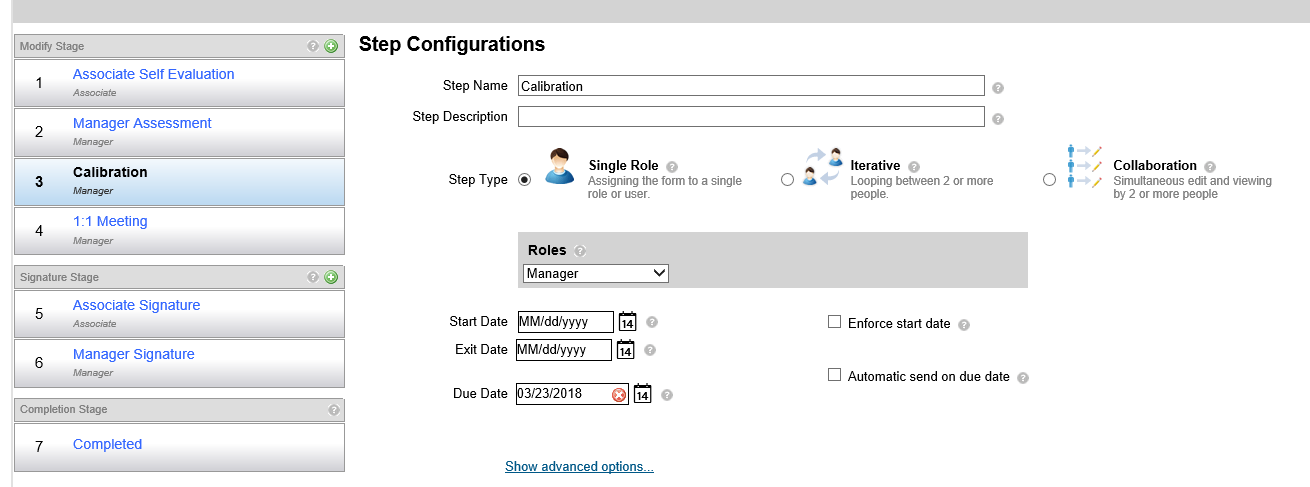 Modify Stage
1 Associate Self Evaluation
Associate
2 Manager Assessment
Manager
3 Calibration
Manager
4 1:1 Meeting
Manager
Signature Stage
5 Associate Signature
Associate
6 Manager Signature
Manager
Completion Stage
7 Completed
Step Configurations
Step Name Calibration
Step Description
Step Type
Single Role
Assigning the form to a single
role or user.
Iterative
Looping between 2 or more
people.
Collaboration
Simultaneous edit and viewing
by 2 or more people
Roles
Manager
Start Date MM/dd/yyyy 14
Enforce start date
Exit Date MM/dd/yyyy 14
Automatic send on due date
Due Date 03/23/2018 14
Show advanced options...